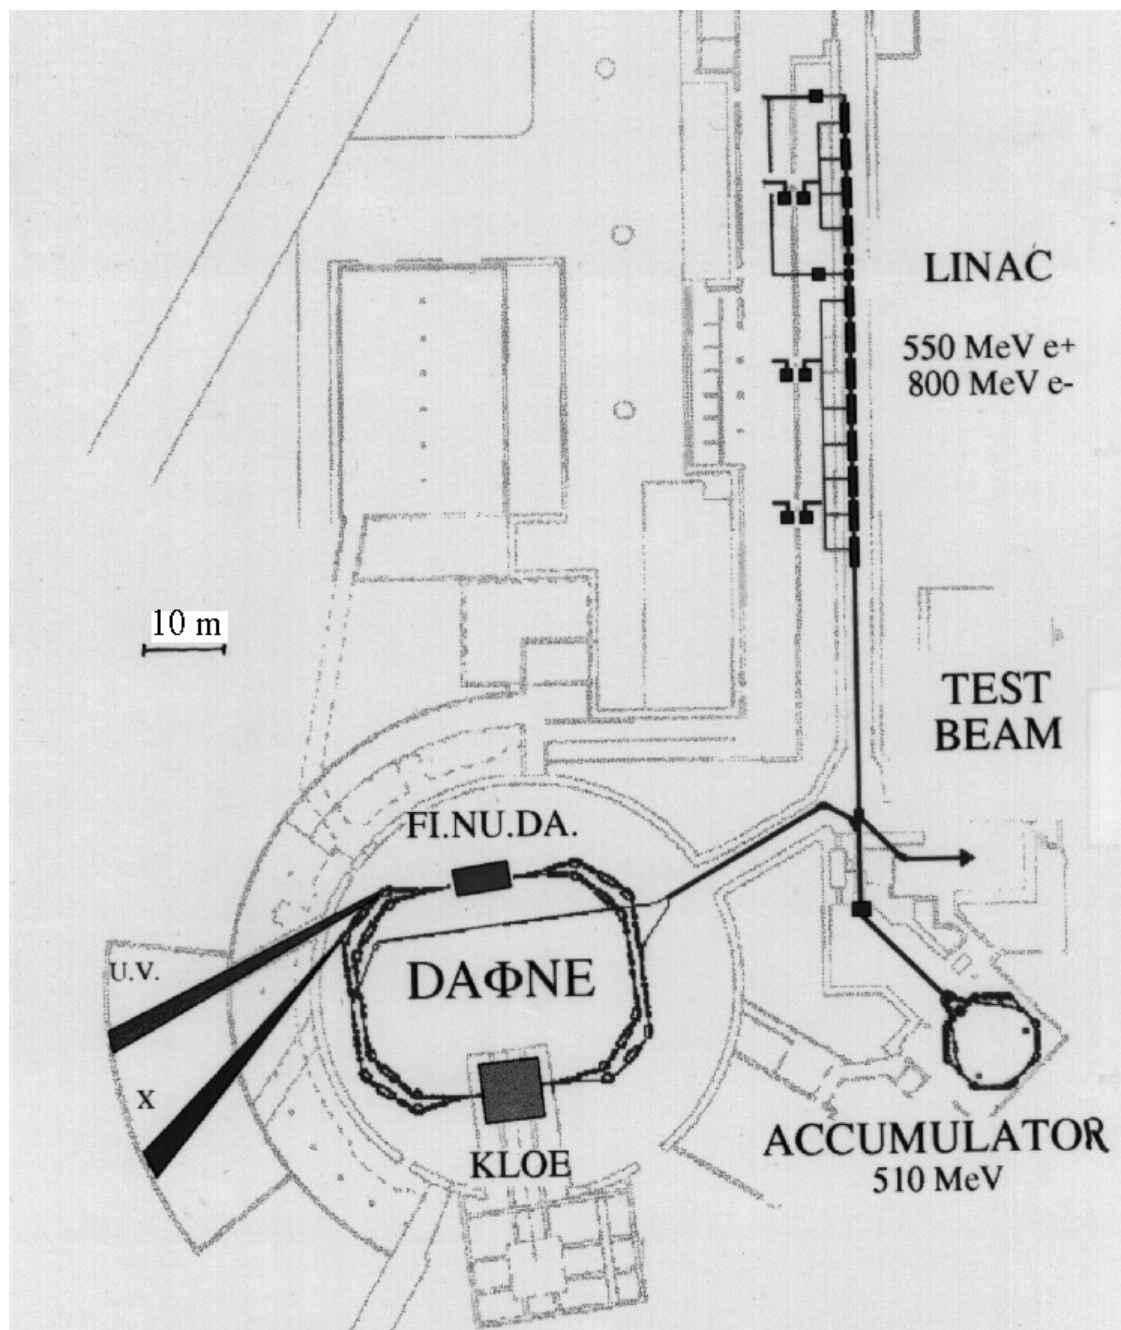 LINAC
550 MeV e+
800 MeV e-
10 m
TEST
BEAM
FI.NU.DA.
U.V.
DAΦNE
X
ACCUMULATOR
510 MeV
KLOE